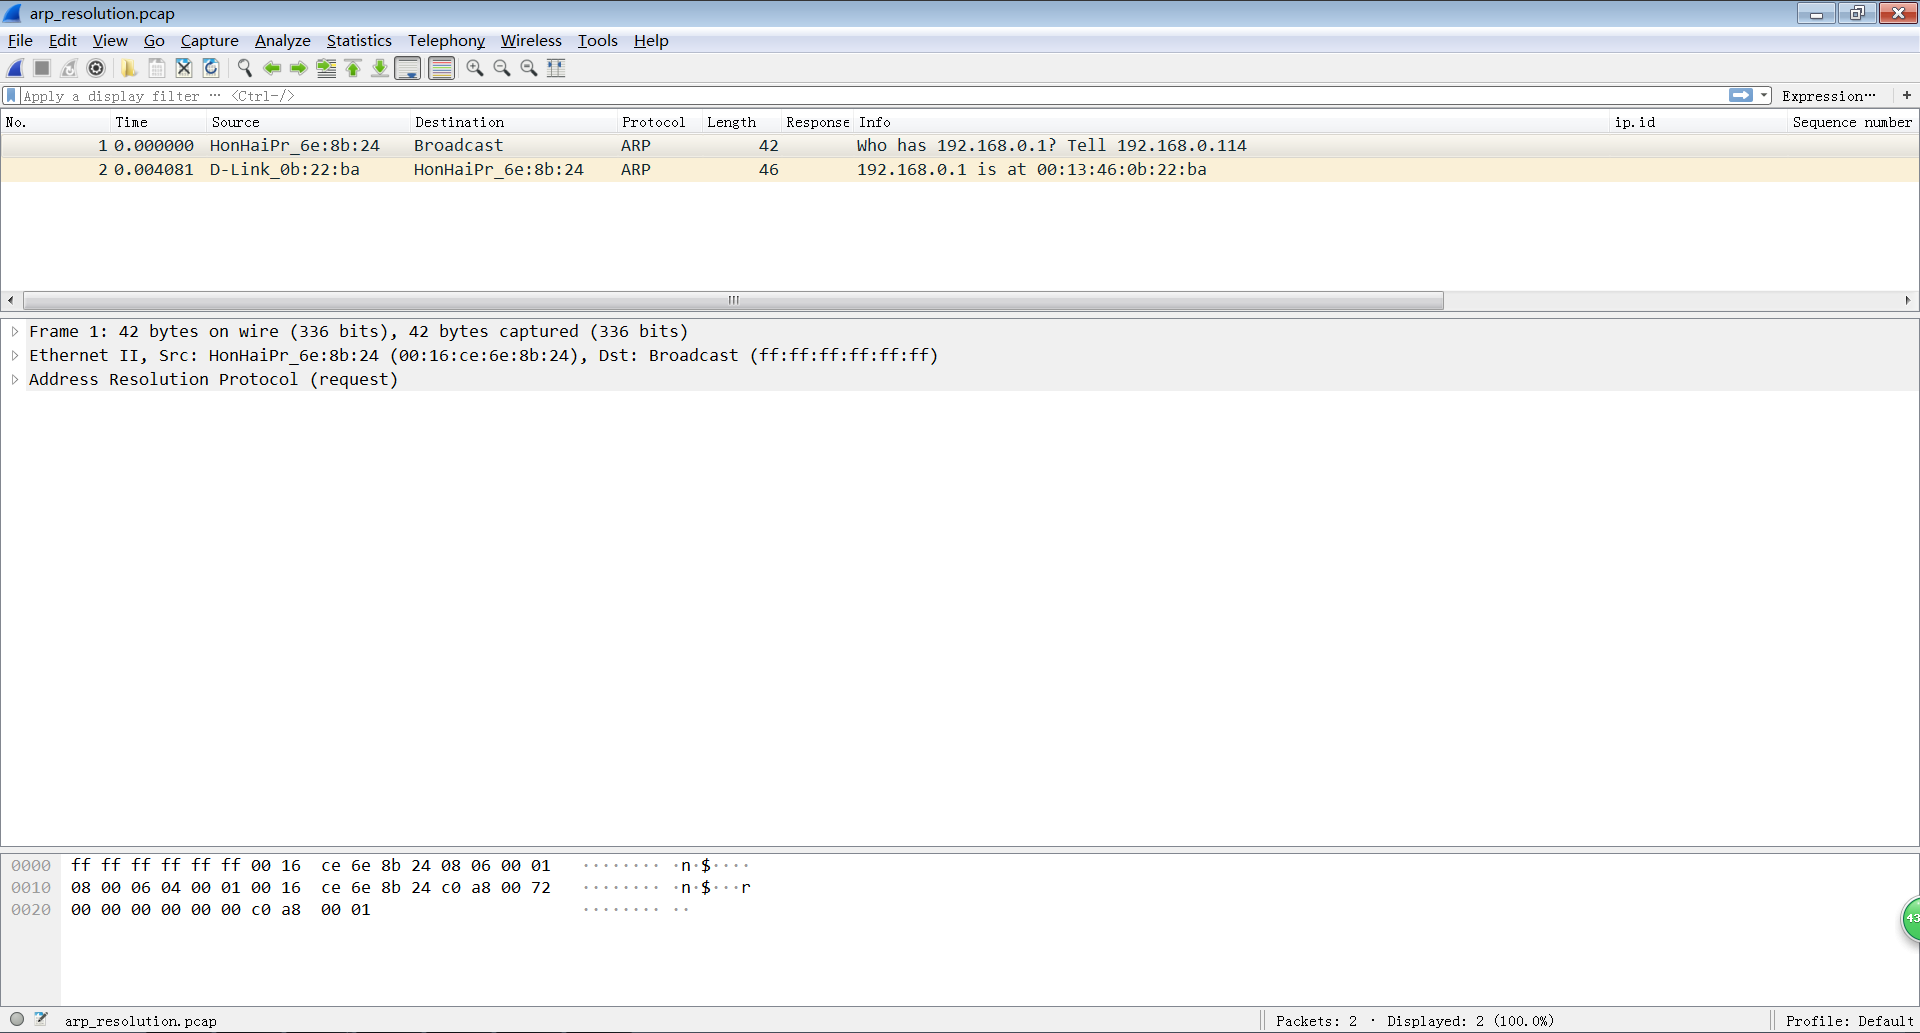 arp_resolution.pcap
File Edit View Go Capture Analyze Statistics Telephony Wireless Tools Help
Apply a display filter … <Ctrl-/> Expression… +
No. Time Source Destination Protocol Length Response Info ip.id Sequence number
1 0.000000 HonHaiPr_6e:8b:24 Broadcast ARP 42 Who has 192.168.0.1? Tell 192.168.0.114
2 0.004081 D-Link_0b:22:ba HonHaiPr_6e:8b:24 ARP 46 192.168.0.1 is at 00:13:46:0b:22:ba
Frame 1: 42 bytes on wire (336 bits), 42 bytes captured (336 bits)
Ethernet II, Src: HonHaiPr_6e:8b:24 (00:16:ce:6e:8b:24), Dst: Broadcast (ff:ff:ff:ff:ff:ff)
Address Resolution Protocol (request)
0000 ff ff ff ff ff ff 00 16 ce 6e 8b 24 08 06 00 01 ········ ·n·$····
0010 08 00 06 04 00 01 00 16 ce 6e 8b 24 c0 a8 00 72 ········ ·n·$···r
0020 00 00 00 00 00 00 c0 a8 00 01 ········ ··
43
arp_resolution.pcap Packets: 2 · Displayed: 2 (100.0%) Profile: Default